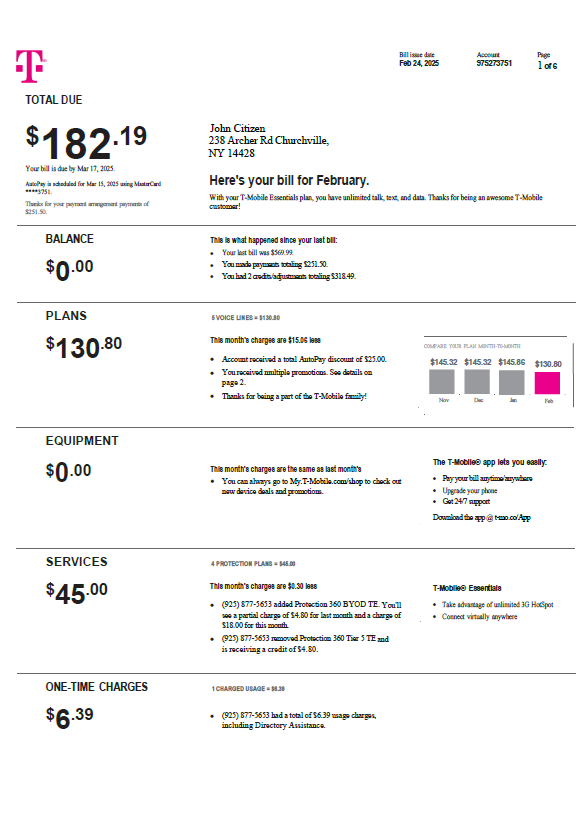 T
Bill issue date
Feb 24, 2025
Account
975273751
Page
1 of 6
TOTAL DUE
$182.19
Your bill is due by Mar 17, 2025.
AutoPay is scheduled for Mar 15, 2025 using MasterCard
****3751.
Thanks for your payment arrangement payments of
$251.50.
John Citizen
238 Archer Rd Churchville,
NY 14428
Here's your bill for February.
With your T-Mobile Essentials plan, you have unlimited talk, text, and data. Thanks for being an awesome T-Mobile
customer!
BALANCE
$0.00
This is what happened since your last bill:
• Your last bill was $569.99.
• You made payments totaling $251.50.
• You had 2 credits/adjustments totaling $318.49.
PLANS
$130.80
5 VOICE LINES = $130.80
This month's charges are $15.06 less
• Account received a total AutoPay discount of $25.00.
• You received multiple promotions. See details on
page 2.
• Thanks for being a part of the T-Mobile family!
COMPARE YOUR PLAN MONTH-TO-MONTH
$145.32 $145.32 $145.86 $130.80
Nov Dec Jan Feb
EQUIPMENT
$0.00
This month's charges are the same as last month's
• You can always go to My.T-Mobile.com/shop to check out
new device deals and promotions.
The T-Mobile® app lets you easily:
• Pay your bill anytime/anywhere
• Upgrade your phone
• Get 24/7 support
Download the app @ t-mo.co/App
SERVICES
$45.00
4 PROTECTION PLANS = $45.00
This month's charges are $0.30 less
• (925) 877-5653 added Protection 360 BYOD TE. You'll
see a partial charge of $4.80 for last month and a charge of
$18.00 for this month.
• (925) 877-5653 removed Protection 360 Tier 5 TE and
is receiving a credit of $4.80.
T-Mobile® Essentials
• Take advantage of unlimited 3G HotSpot
• Connect virtually anywhere
ONE-TIME CHARGES
$6.39
1 CHARGED USAGE = $6.39
• (925) 877-5653 had a total of $6.39 usage charges,
including Directory Assistance.